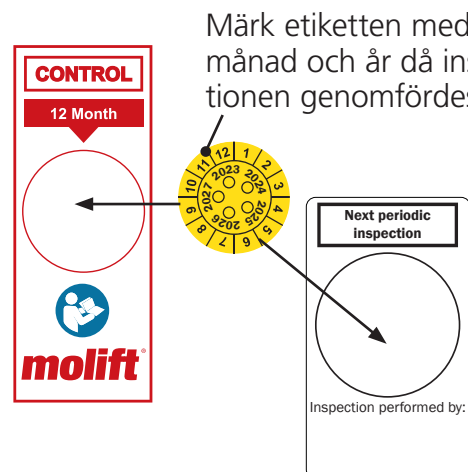 Märk etiketten med
månad och år då ins
tionen genomfördes
CONTROL
12 Month
1 2 3 4 5 6 7 8 9 10 11 12
2023 2024 2025 2026 2027
Next periodic
inspection
molift®
Inspection performed by: